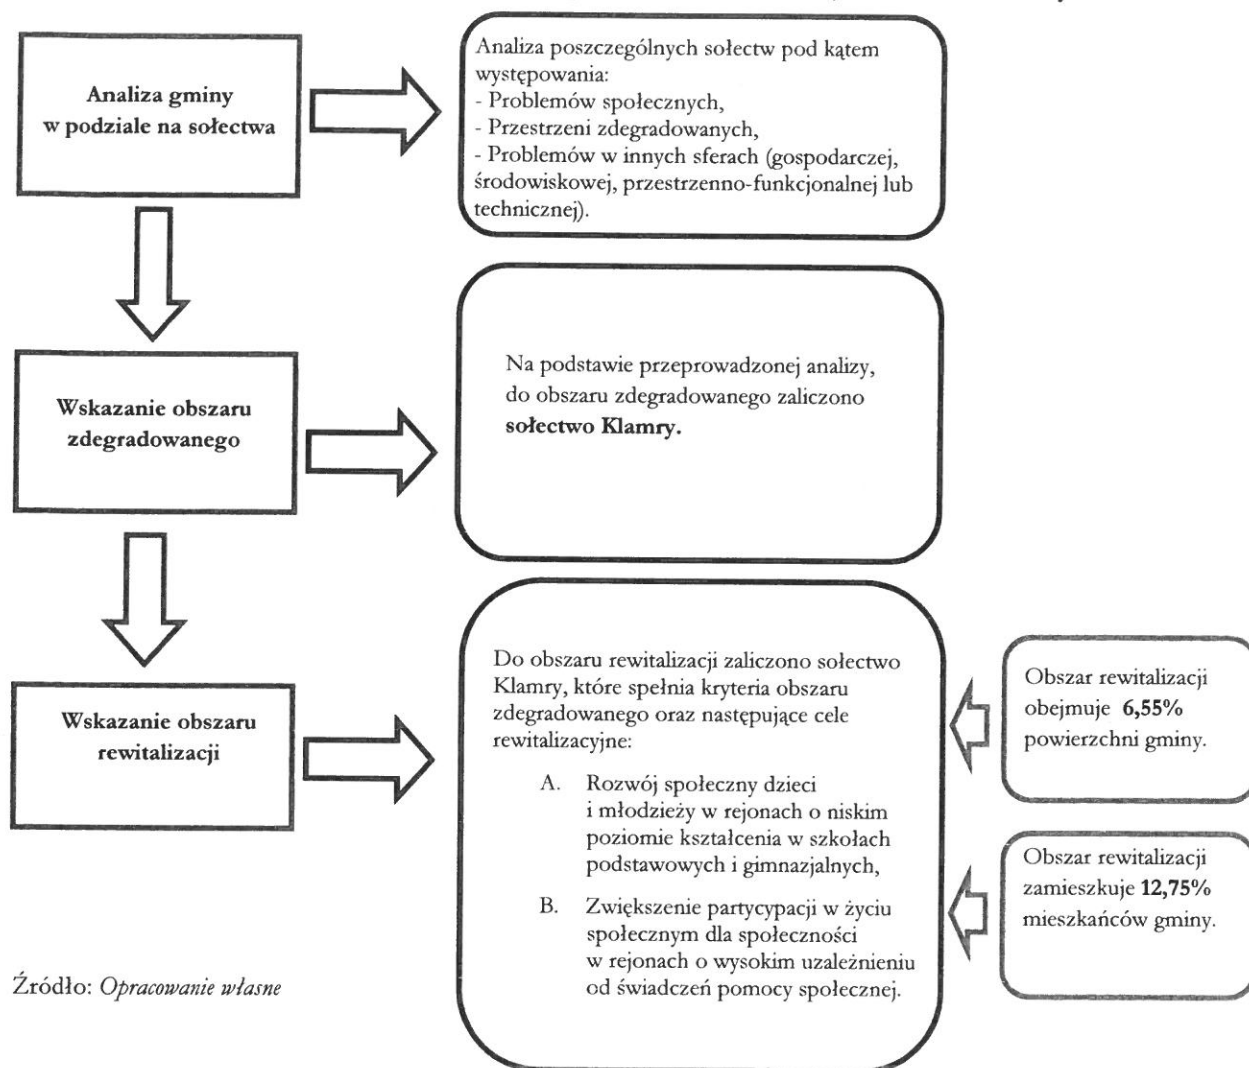 Analiza gminy
w podziale na sołectwa
Analiza poszczególnych sołectw pod kątem
występowania:
- Problemów społecznych,
- Przestrzeni zdegradowanych,
- Problemów w innych sferach (gospodarczej,
środowiskowej, przestrzenno-funkcjonalnej lub
technicznej).
Wskazanie obszaru
zdegradowanego
Na podstawie przeprowadzonej analizy,
do obszaru zdegradowanego zaliczono
sołectwo Klamry.
Wskazanie obszaru
rewitalizacji
Do obszaru rewitalizacji zaliczono sołectwo
Klamry, które spełnia kryteria obszaru
zdegradowanego oraz następujące cele
rewitalizacyjne:
A. Rozwój społeczny dzieci
i młodzieży w rejonach o niskim
poziomie kształcenia w szkołach
podstawowych i gimnazjalnych,
B. Zwiększenie partycypacji w życiu
społecznym dla społeczności
w rejonach o wysokim uzależnieniu
od świadczeń pomocy społecznej.
Obszar rewitalizacji
obejmuje 6,55%
powierzchni gminy.
Obszar rewitalizacji
zamieszkuje 12,75%
mieszkańców gminy.
Źródło: Opracowanie własne